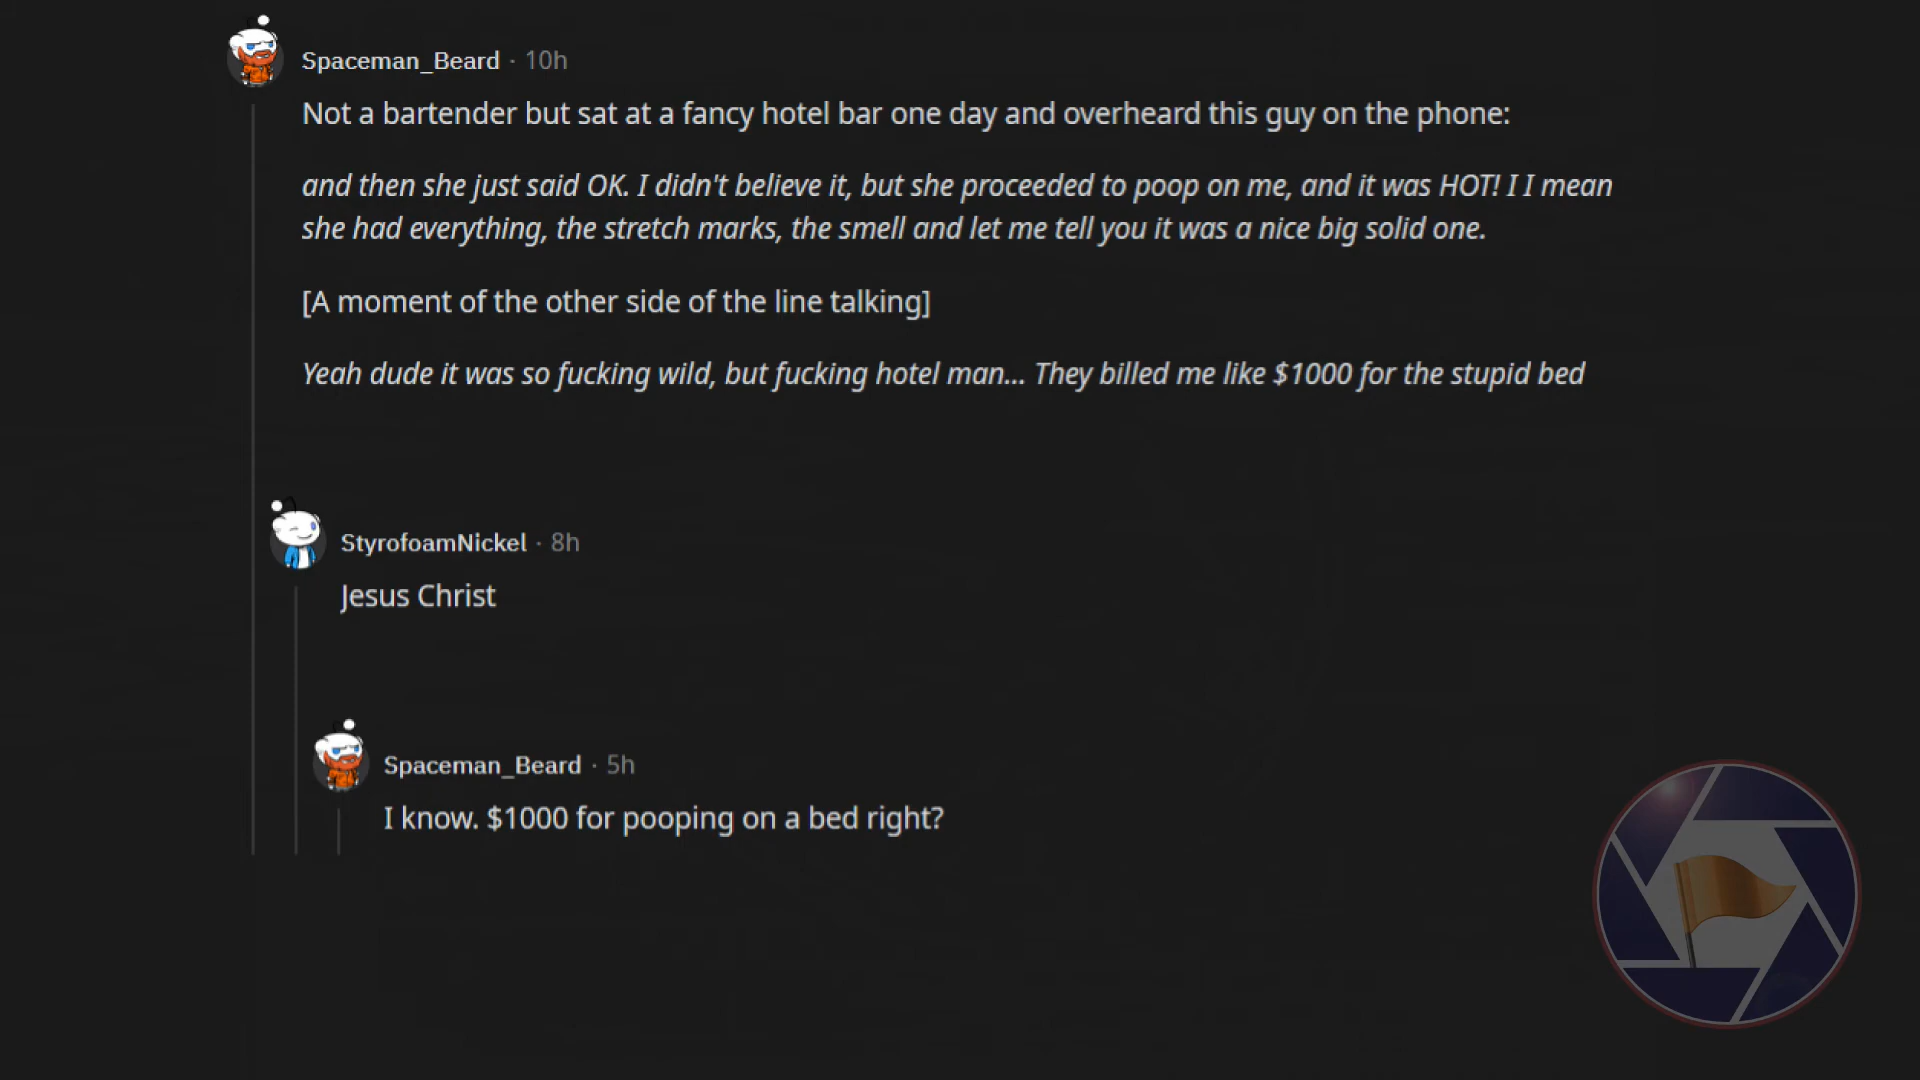 Spaceman_Beard · 10h
Not a bartender but sat at a fancy hotel bar one day and overheard this guy on the phone:
and then she just said OK. I didn't believe it, but she proceeded to poop on me, and it was HOT! I I mean
she had everything, the stretch marks, the smell and let me tell you it was a nice big solid one.
[A moment of the other side of the line talking]
Yeah dude it was so fucking wild, but fucking hotel man... They billed me like $1000 for the stupid bed
StyrofoamNickel · 8h
Jesus Christ
Spaceman_Beard · 5h
I know. $1000 for pooping on a bed right?